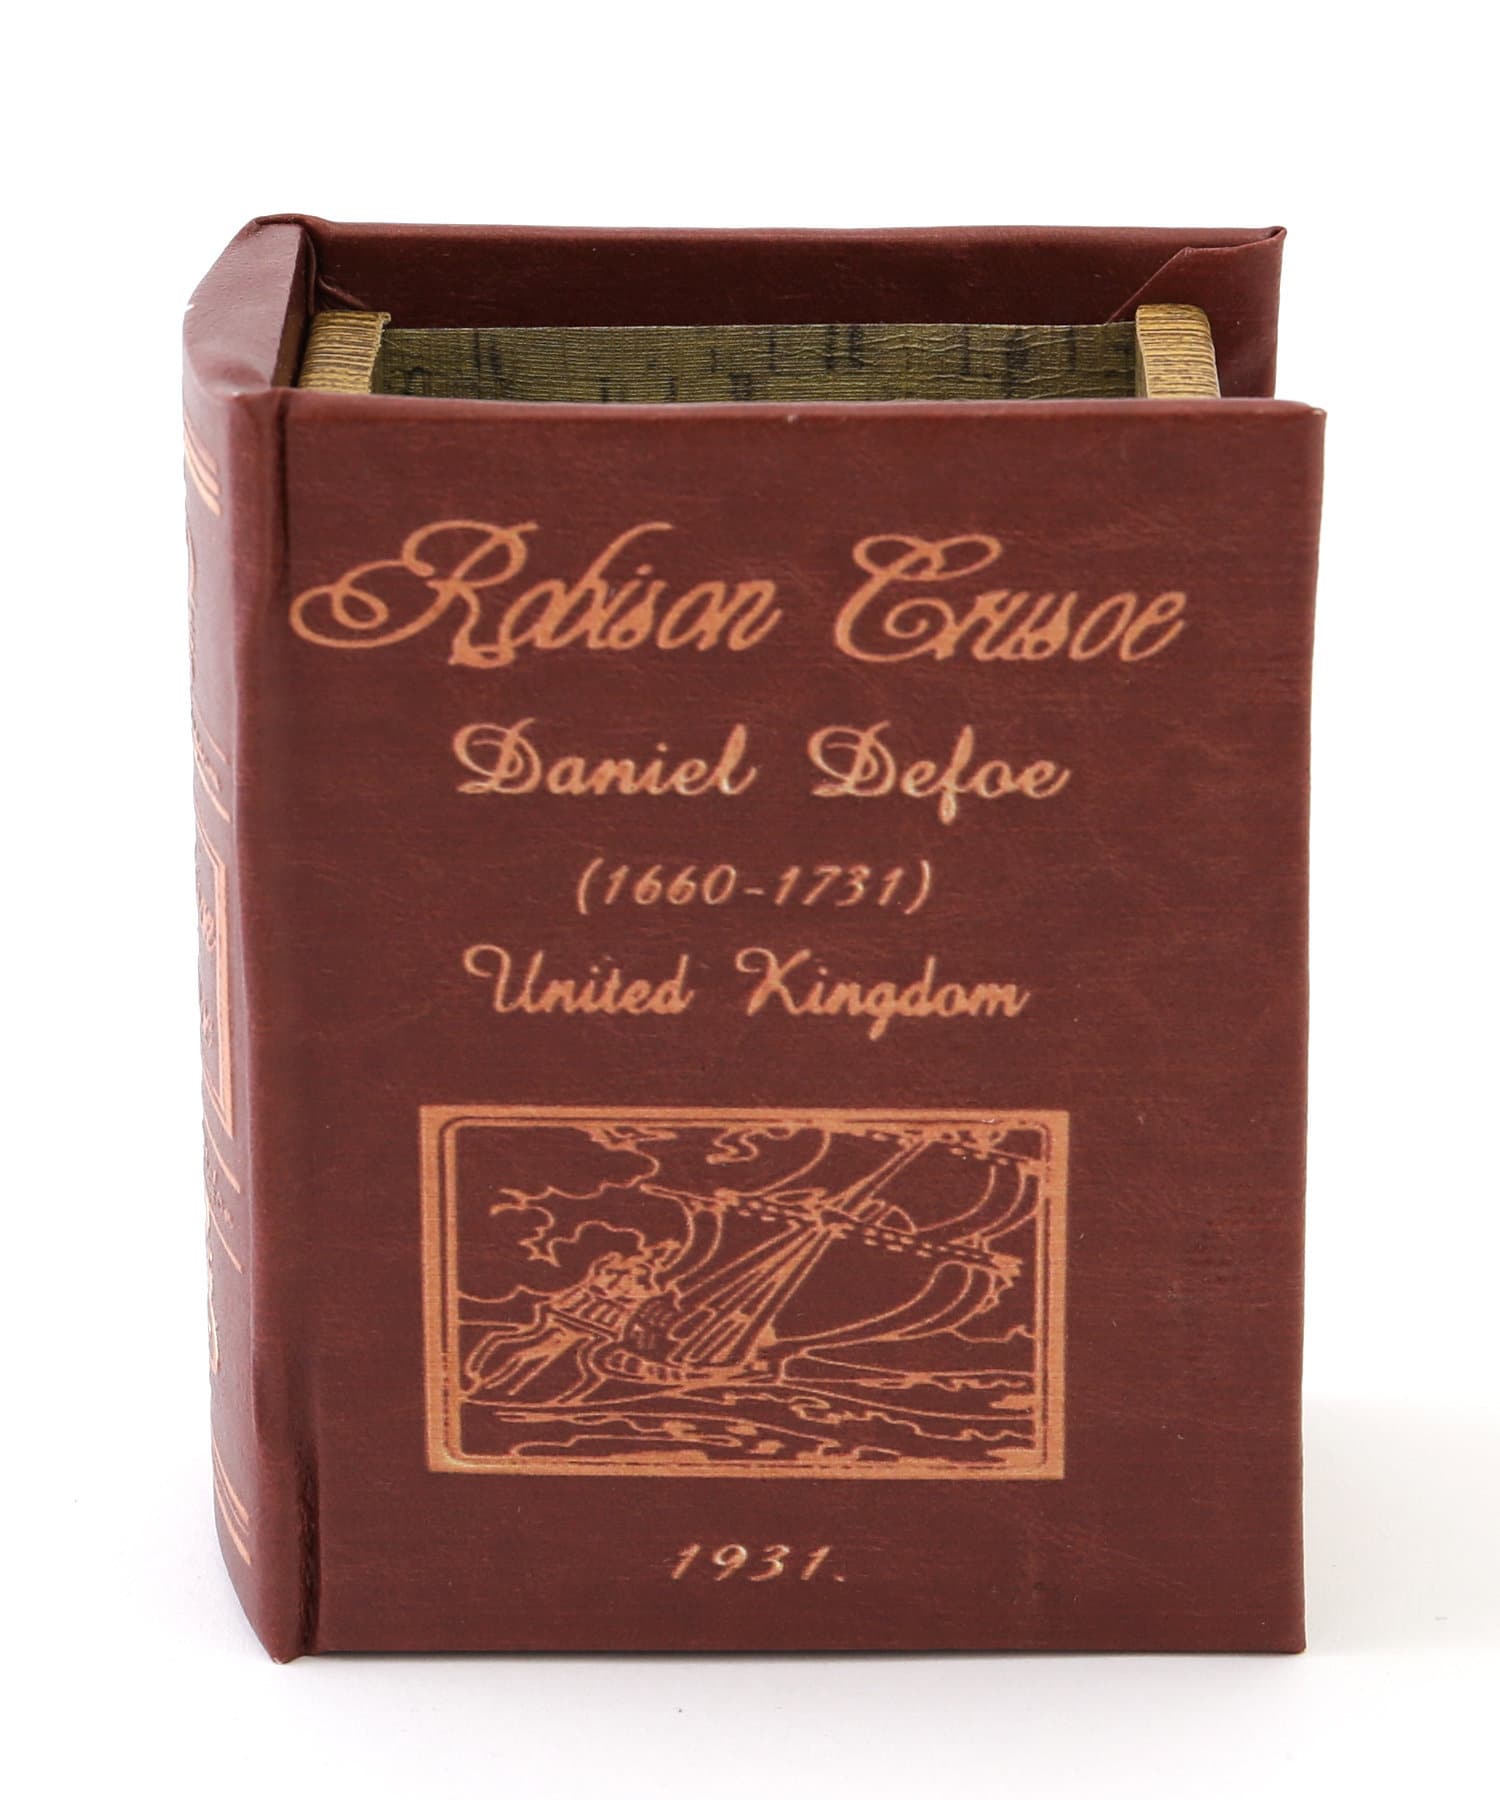 Robison Crusoe
Daniel Defoe
(1660-1731)
United Kingdom
1931.